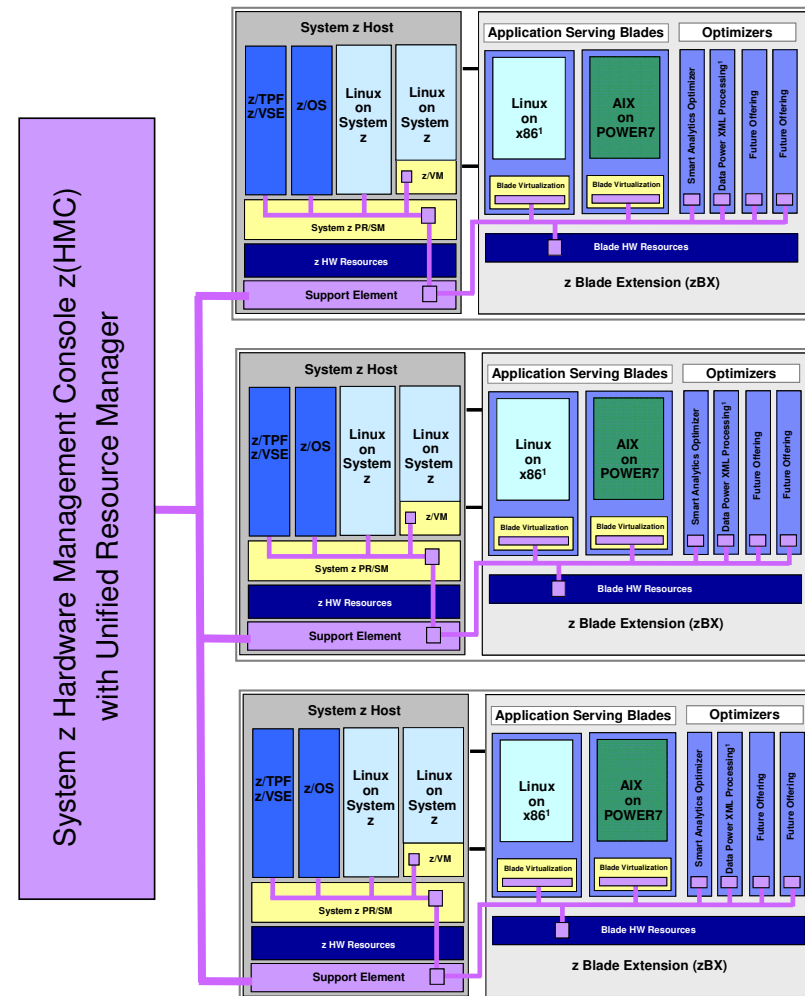 System z Hardware Management Console z(HMC)
with Unified Resource Manager
System z Host
z/TPF
z/VSE
z/OS
Linux
on
System
z
Linux
on
System
z
z/VM
System z PR/SM
z HW Resources
Support Element
Application Serving Blades
Linux
on
x86¹
Blade Virtualization
AIX
on
POWER7
Blade Virtualization
Optimizers
Smart Analytics Optimizer
Data Power XML Processing¹
Future Offering
Future Offering
Blade HW Resources
z Blade Extension (zBX)
System z Host
z/TPF
z/VSE
z/OS
Linux
on
System
z
Linux
on
System
z
z/VM
System z PR/SM
z HW Resources
Support Element
Application Serving Blades
Linux
on
x86¹
Blade Virtualization
AIX
on
POWER7
Blade Virtualization
Optimizers
Smart Analytics Optimizer
Data Power XML Processing¹
Future Offering
Future Offering
Blade HW Resources
z Blade Extension (zBX)
System z Host
z/TPF
z/VSE
z/OS
Linux
on
System
z
Linux
on
System
z
z/VM
System z PR/SM
z HW Resources
Support Element
Application Serving Blades
Linux
on
x86¹
Blade Virtualization
AIX
on
POWER7
Blade Virtualization
Optimizers
Smart Analytics Optimizer
Data Power XML Processing¹
Future Offering
Future Offering
Blade HW Resources
z Blade Extension (zBX)